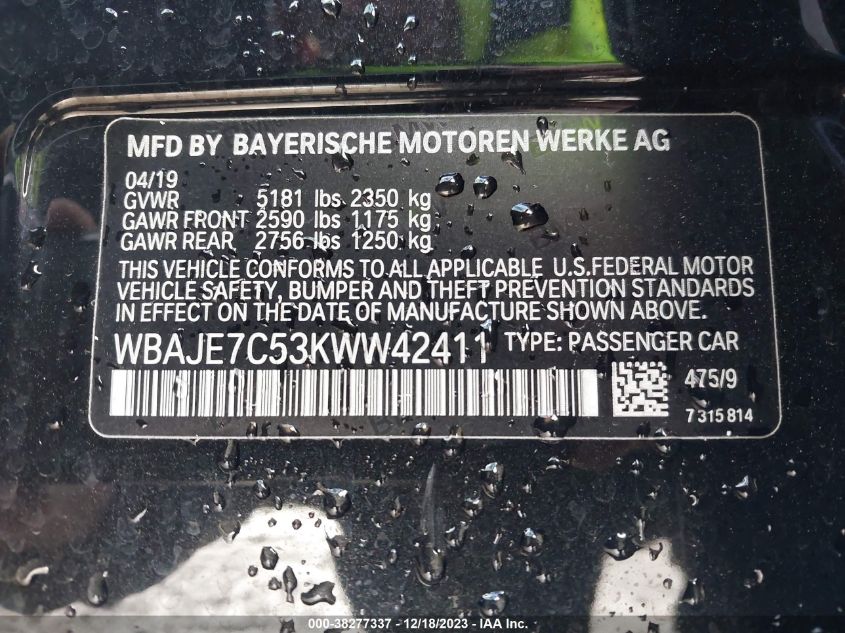 MFD BY BAYERISCHE MOTOREN WERKE AG
04/19
GVWR 5181 lbs 2350 kg
GAWR FRONT 2590 lbs 1175 kg
GAWR REAR 2756 lbs 1250 kg
THIS VEHICLE CONFORMS TO ALL APPLICABLE U.S.FEDERAL MOTOR
VEHICLE SAFETY, BUMPER AND THEFT PREVENTION STANDARDS
IN EFFECT ON THE DATE OF MANUFACTURE SHOWN ABOVE.
WBAJE7C53KWW42411 TYPE: PASSENGER CAR
475/9
7 315 814
000-38277337 - 12/18/2023 - IAA Inc.